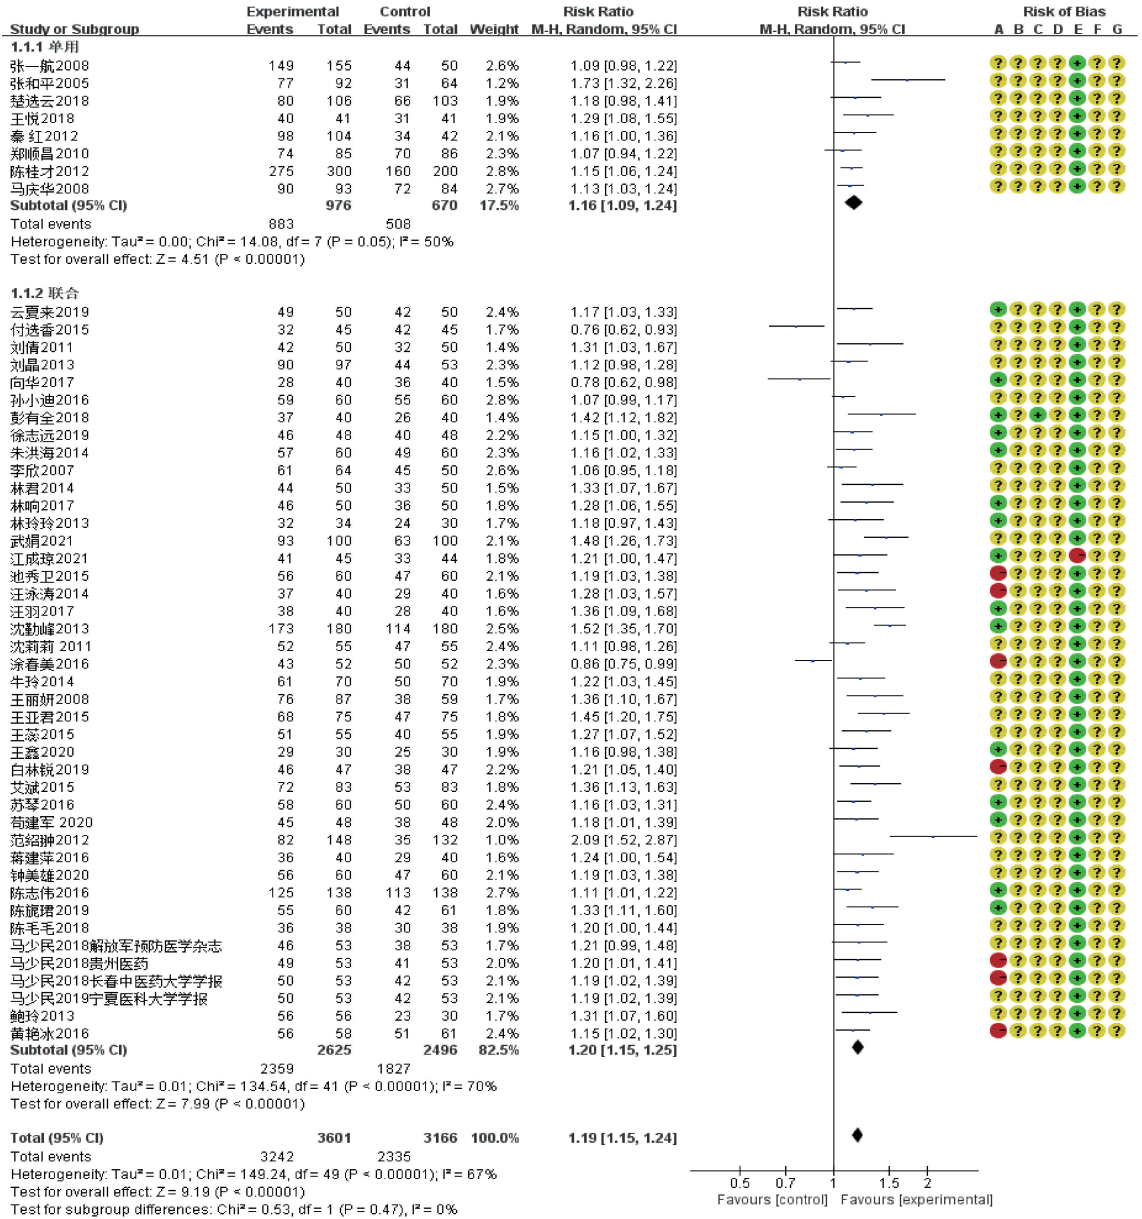 Experimental Control Risk Ratio Risk Ratio Risk of Bias
Study or Subgroup Events Total Events Total Weight M-H, Random, 95% CI M-H, Random, 95% CI A B C D E F G
1.1.1 单用
张一航2008 149 155 44 50 2.6% 1.09 [0.98, 1.22] ? ? ? ? + ? ?
张和平2005 77 92 31 64 1.2% 1.73 [1.32, 2.26] ? ? ? ? + ? ?
楚选云2018 80 106 66 103 1.9% 1.18 [0.98, 1.41] ? ? ? ? + ? ?
王悦2018 40 41 31 41 1.9% 1.29 [1.08, 1.55] ? ? ? ? + ? ?
秦 红2012 98 104 34 42 2.1% 1.16 [1.00, 1.36] ? ? ? ? + ? ?
郑顺昌2010 74 85 70 86 2.3% 1.07 [0.94, 1.22] ? ? ? ? + ? ?
陈桂才2012 275 300 160 200 2.8% 1.15 [1.06, 1.24] ? ? ? ? + ? ?
马庆华2008 90 93 72 84 2.7% 1.13 [1.03, 1.24] ? ? ? ? + ? ?
Subtotal (95% CI) 976 670 17.5% 1.16 [1.09, 1.24]
Total events 883 508
Heterogeneity: Tau² = 0.00; Chi² = 14.08, df = 7 (P = 0.05); I² = 50%
Test for overall effect: Z = 4.51 (P < 0.00001)
1.1.2 联合
云夏来2019 49 50 42 50 2.4% 1.17 [1.03, 1.33] + ? ? ? + ? ?
付选香2015 32 45 42 45 1.7% 0.76 [0.62, 0.93] ? ? ? ? + ? ?
刘倩2011 42 50 32 50 1.4% 1.31 [1.03, 1.67] ? ? ? ? + ? ?
刘晶2013 90 97 44 53 2.3% 1.12 [0.98, 1.28] ? ? ? ? + ? ?
向华2017 28 40 36 40 1.5% 0.78 [0.62, 0.98] + ? ? ? + ? ?
孙小迪2016 59 60 55 60 2.8% 1.07 [0.99, 1.17] ? ? ? ? + ? ?
彭有全2018 37 40 26 40 1.4% 1.42 [1.12, 1.82] + ? + ? + ? ?
徐志远2019 46 48 40 48 2.2% 1.15 [1.00, 1.32] + ? ? ? + ? ?
朱洪海2014 57 60 49 60 2.3% 1.16 [1.02, 1.33] + ? ? ? + ? ?
李欣2007 61 64 45 50 2.6% 1.06 [0.95, 1.18] ? ? ? ? + ? ?
林君2014 44 50 33 50 1.5% 1.33 [1.07, 1.67] ? ? ? ? + ? ?
林响2017 46 50 36 50 1.8% 1.28 [1.06, 1.55] + ? ? ? + ? ?
林玲玲2013 32 34 24 30 1.7% 1.18 [0.97, 1.43] + ? ? ? + ? ?
武娟2021 93 100 63 100 2.1% 1.48 [1.26, 1.73] ? ? ? ? + ? ?
江成琼2021 41 45 33 44 1.6% 1.21 [1.00, 1.47] + ? ? ? - ? ?
池秀卫2015 56 60 47 60 2.1% 1.19 [1.03, 1.38] - ? ? ? + ? ?
汪泳涛2014 37 40 29 40 1.6% 1.28 [1.03, 1.57] - ? ? ? + ? ?
汪羽2017 38 40 28 40 1.6% 1.36 [1.09, 1.68] + ? ? ? + ? ?
沈勤峰2013 173 180 114 180 2.5% 1.52 [1.35, 1.70] + ? ? ? + ? ?
沈莉莉 2011 52 55 47 55 2.4% 1.11 [0.98, 1.26] ? ? ? ? + ? ?
涂春美2016 43 52 50 52 2.3% 0.86 [0.75, 0.99] - ? ? ? + ? ?
牛玲2014 61 70 50 70 1.9% 1.22 [1.03, 1.45] ? ? ? ? + ? ?
王丽妍2008 76 87 38 59 1.6% 1.36 [1.10, 1.67] ? ? ? ? + ? ?
王亚君2015 68 75 47 75 1.8% 1.45 [1.20, 1.75] ? ? ? ? + ? ?
王蕊2015 51 55 40 55 1.9% 1.27 [1.07, 1.52] ? ? ? ? + ? ?
王鑫2020 29 30 25 30 1.9% 1.16 [0.98, 1.38] + ? ? ? + ? ?
白林锐2019 46 47 38 47 2.2% 1.21 [1.05, 1.40] - ? ? ? + ? ?
艾斌2015 72 83 53 83 1.8% 1.36 [1.13, 1.63] ? ? ? ? + ? ?
苏琴2016 58 60 50 60 2.4% 1.16 [1.03, 1.31] + ? ? ? + ? ?
苟建军 2020 45 48 38 48 2.0% 1.18 [1.01, 1.39] + ? ? ? + ? ?
范绍翀2012 82 148 35 132 1.0% 2.09 [1.52, 2.87] ? ? ? ? + ? ?
蒋建萍2016 36 40 29 40 1.6% 1.24 [1.00, 1.54] ? ? ? ? + ? ?
钟美雄2020 56 60 47 60 2.1% 1.19 [1.03, 1.38] ? ? ? ? + ? ?
陈志伟2016 125 138 113 138 2.7% 1.11 [1.01, 1.22] + ? ? ? + ? ?
陈旎珺2019 55 60 42 61 1.8% 1.33 [1.11, 1.60] + ? ? ? + ? ?
陈毛毛2018 36 38 30 38 1.8% 1.20 [1.00, 1.44] ? ? ? ? + ? ?
马少民2018解放军预防医学杂志 46 53 38 53 1.7% 1.21 [0.99, 1.48] ? ? ? ? + ? ?
马少民2018贵州医药 49 53 41 53 2.0% 1.20 [1.01, 1.41] - ? ? ? + ? ?
马少民2018长春中医药大学学报 50 53 42 53 2.1% 1.19 [1.02, 1.39] - ? ? ? + ? ?
马少民2019宁夏医科大学学报 50 53 42 53 2.1% 1.19 [1.02, 1.39] ? ? ? ? + ? ?
鲍玲2013 56 56 23 30 1.6% 1.31 [1.07, 1.60] ? ? ? ? + ? ?
黄艳冰2016 56 58 51 61 2.4% 1.15 [1.02, 1.30] - ? ? ? + ? ?
Subtotal (95% CI) 2625 2496 82.5% 1.20 [1.15, 1.25]
Total events 2359 1827
Heterogeneity: Tau² = 0.01; Chi² = 134.54, df = 41 (P < 0.00001); I² = 70%
Test for overall effect: Z = 7.99 (P < 0.00001)
Total (95% CI) 3601 3166 100.0% 1.19 [1.15, 1.24]
Total events 3242 2335
Heterogeneity: Tau² = 0.01; Chi² = 149.24, df = 49 (P < 0.00001); I² = 67%
Test for overall effect: Z = 9.19 (P < 0.00001)
Test for subgroup differences: Chi² = 0.53, df = 1 (P = 0.47), I² = 0%
0.5 0.7 1 1.5 2
Favours [control] Favours [experimental]